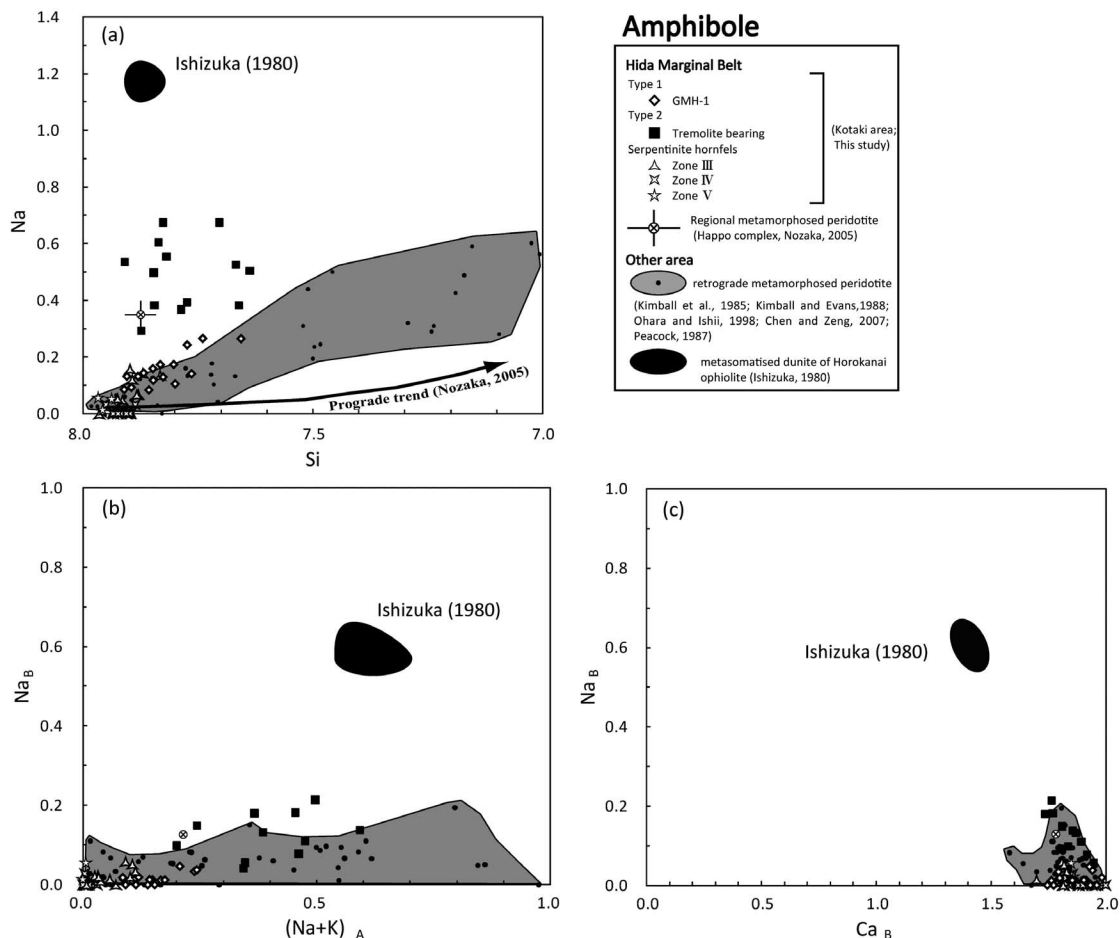 (a)
Ishizuka (1980)
Prograde trend (Nozaka, 2005)
Na
1.4
1.2
1.0
0.8
0.6
0.4
0.2
0.0
8.0 7.5 7.0
Si
Amphibole
Hida Marginal Belt
Type 1
GMH-1
Type 2
Tremolite bearing
Serpentinite hornfels
Zone III
Zone IV
Zone V
(Kotaki area;
This study)
Regional metamorphosed peridotite
(Happo complex, Nozaka, 2005)
Other area
retrograde metamorphosed peridotite
(Kimball et al., 1985; Kimball and Evans,1988;
Ohara and Ishii, 1998; Chen and Zeng, 2007;
Peacock, 1987)
metasomatised dunite of Horokanai
ophiolite (Ishizuka, 1980)
(b)
Ishizuka (1980)
Na B
1.0
0.8
0.6
0.4
0.2
0.0
0.0 0.5 1.0
(Na+K) A
(c)
Ishizuka (1980)
Na B
1.0
0.8
0.6
0.4
0.2
0.0
0.0 0.5 1.0 1.5 2.0
Ca B